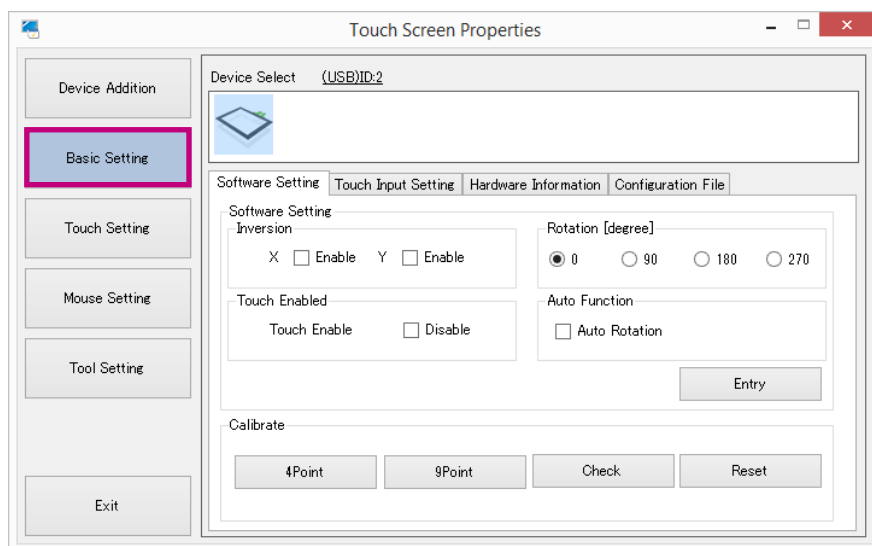 Touch Screen Properties
Device Addition
Basic Setting
Touch Setting
Mouse Setting
Tool Setting
Exit
Device Select (USB)ID:2
Software Setting Touch Input Setting Hardware Information Configuration File
Software Setting
Inversion
X Enable Y Enable
Rotation [degree]
0 90 180 270
Touch Enabled
Touch Enable Disable
Auto Function
Auto Rotation
Entry
Calibrate
4Point 9Point Check Reset